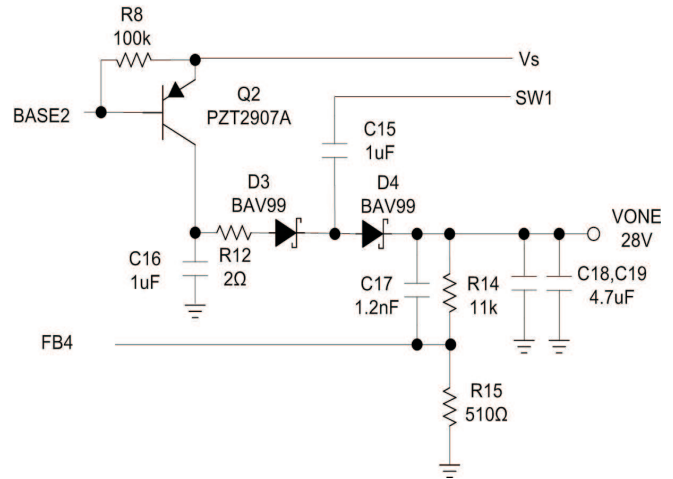 R8
100k
Vs
BASE2
Q2
PZT2907A
SW1
C15
1uF
D3
BAV99
D4
BAV99
VONE
28V
C16
1uF
R12
2Ω
C17
1.2nF
R14
11k
C18,C19
4.7uF
FB4
R15
510Ω